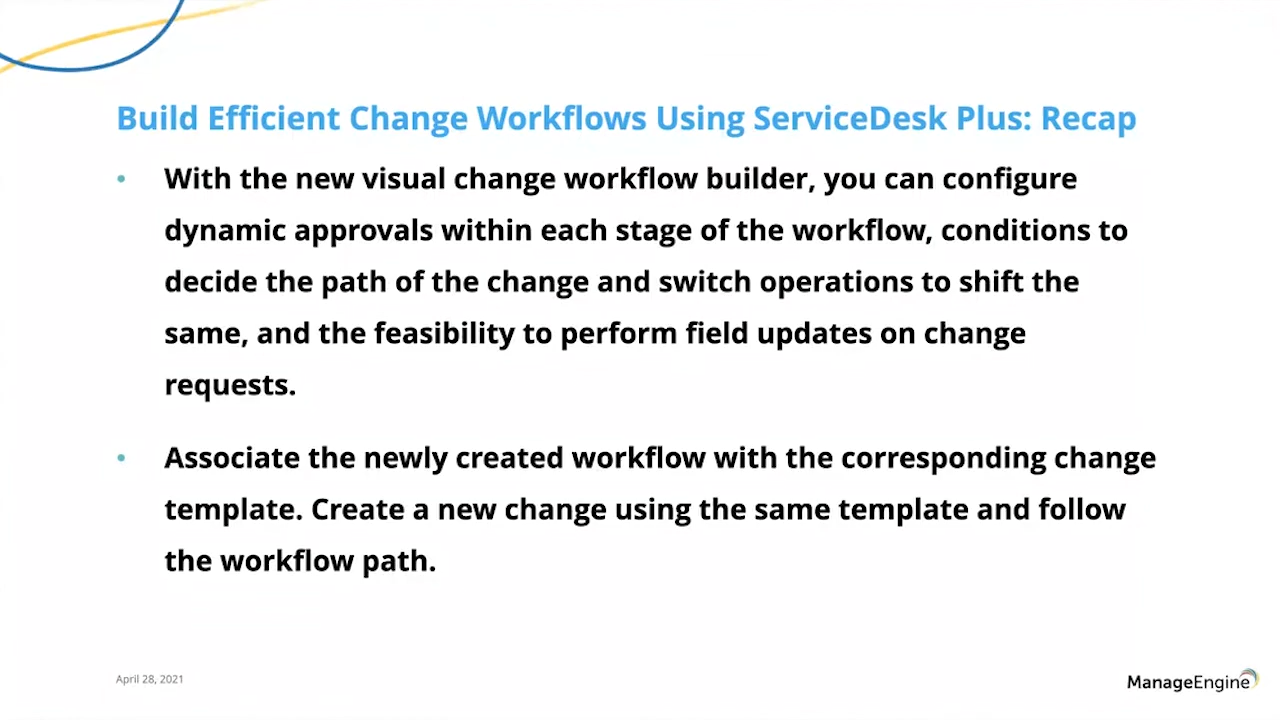 Build Efficient Change Workflows Using ServiceDesk Plus: Recap
• With the new visual change workflow builder, you can configure
dynamic approvals within each stage of the workflow, conditions to
decide the path of the change and switch operations to shift the
same, and the feasibility to perform field updates on change
requests.
• Associate the newly created workflow with the corresponding change
template. Create a new change using the same template and follow
the workflow path.
April 28, 2021
ManageEngine